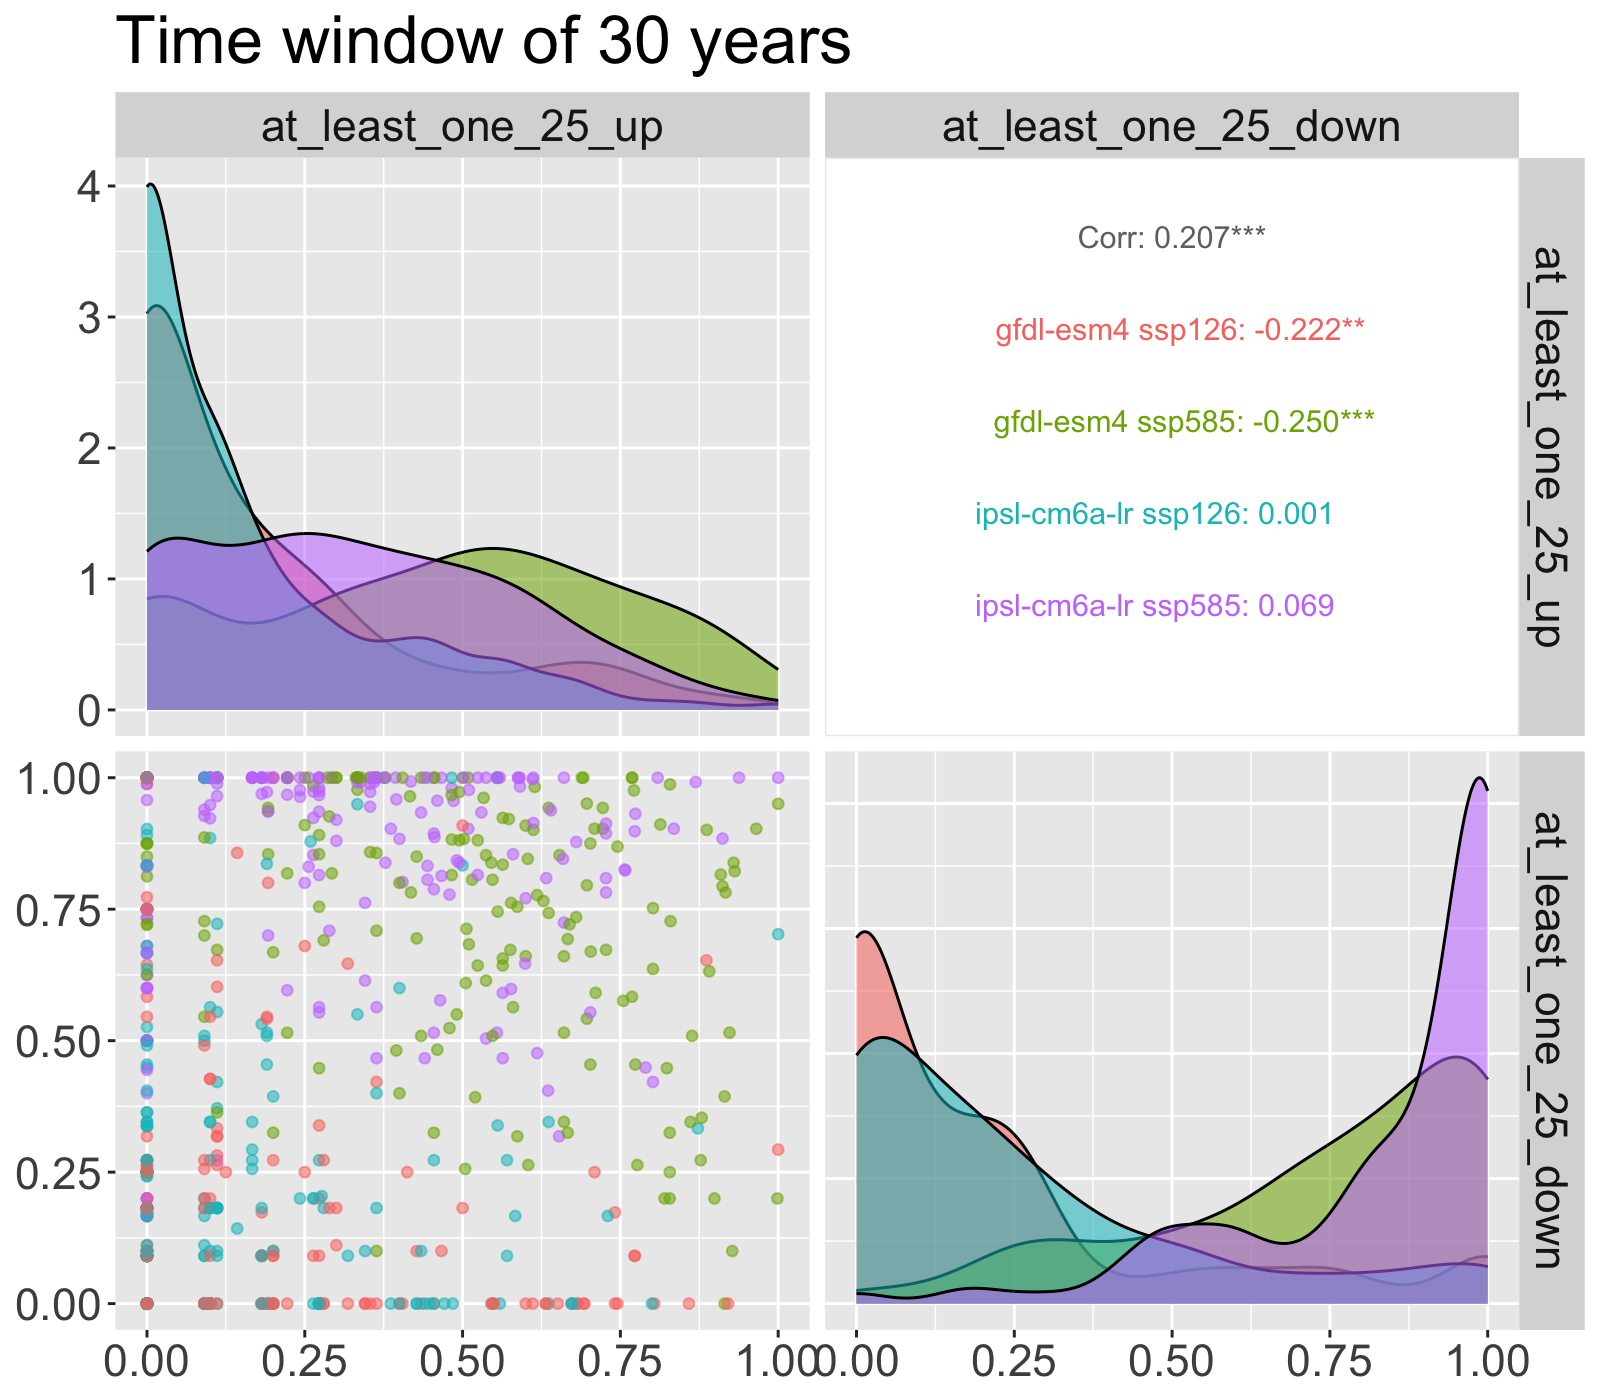 Time window of 30 years
at_least_one_25_up
at_least_one_25_down
4
3
2
1
0
Corr: 0.207***
gfdl-esm4 ssp126: -0.222**
gfdl-esm4 ssp585: -0.250***
ipsl-cm6a-lr ssp126: 0.001
ipsl-cm6a-lr ssp585: 0.069
at_least_one_25_up
1.00
0.75
0.50
0.25
0.00
at_least_one_25_down
0.00 0.25 0.50 0.75 1.00
0.00 0.25 0.50 0.75 1.00